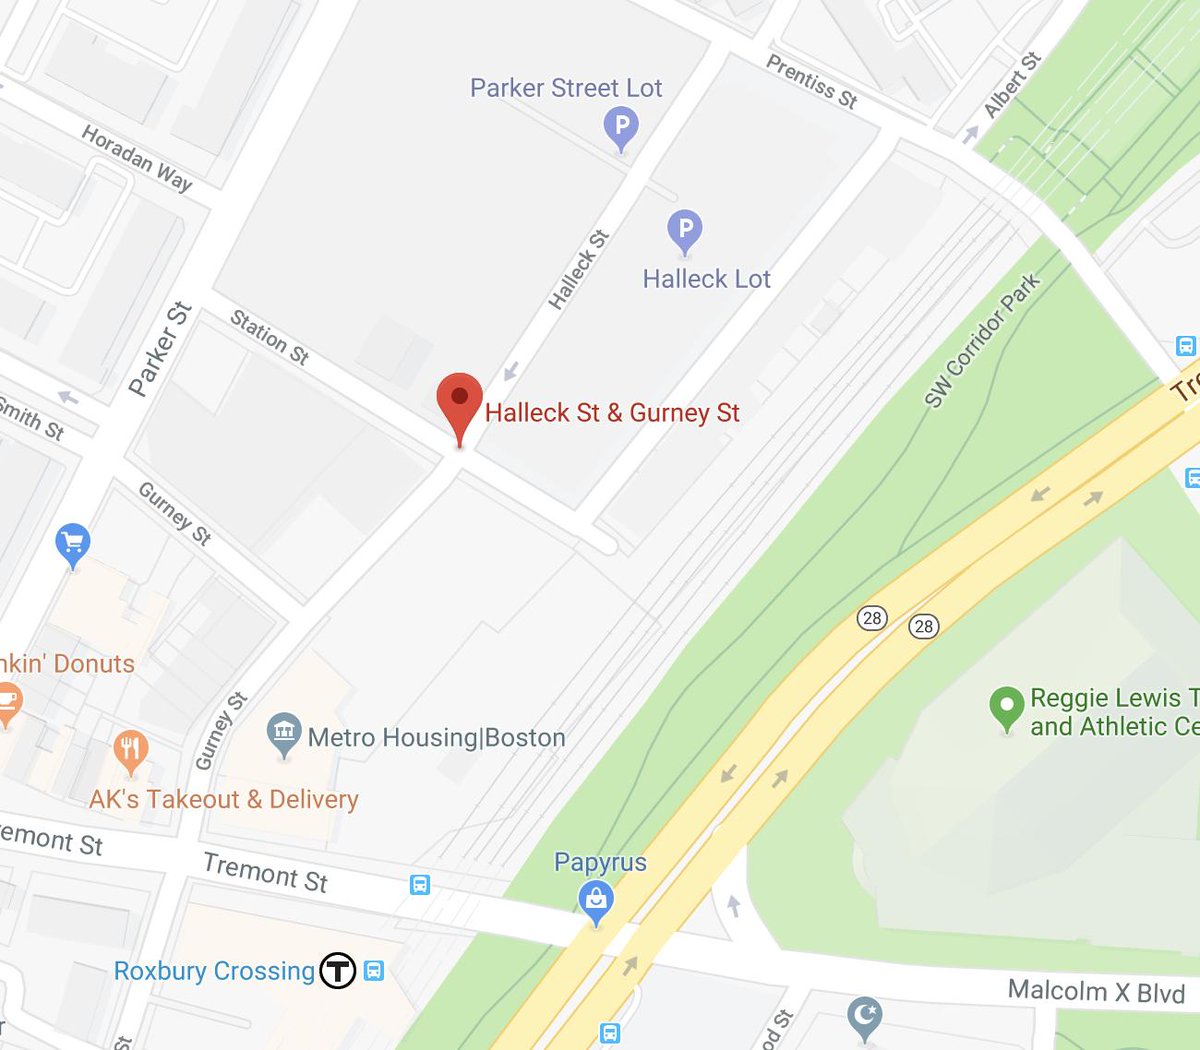 Parker Street Lot
P
Prentiss St
Albert St
Horadan Way
Halleck St
P
Halleck Lot
Station St
Parker St
SW Corridor Park
Halleck St & Gurney St
Smith St
Gurney St
28
28
nkin' Donuts
Gurney St
Metro Housing|Boston
Reggie Lewis T
and Athletic Ce
AK's Takeout & Delivery
emont St
Tremont St
Papyrus
Roxbury Crossing
T
Malcolm X Blvd
od St
St
Tre